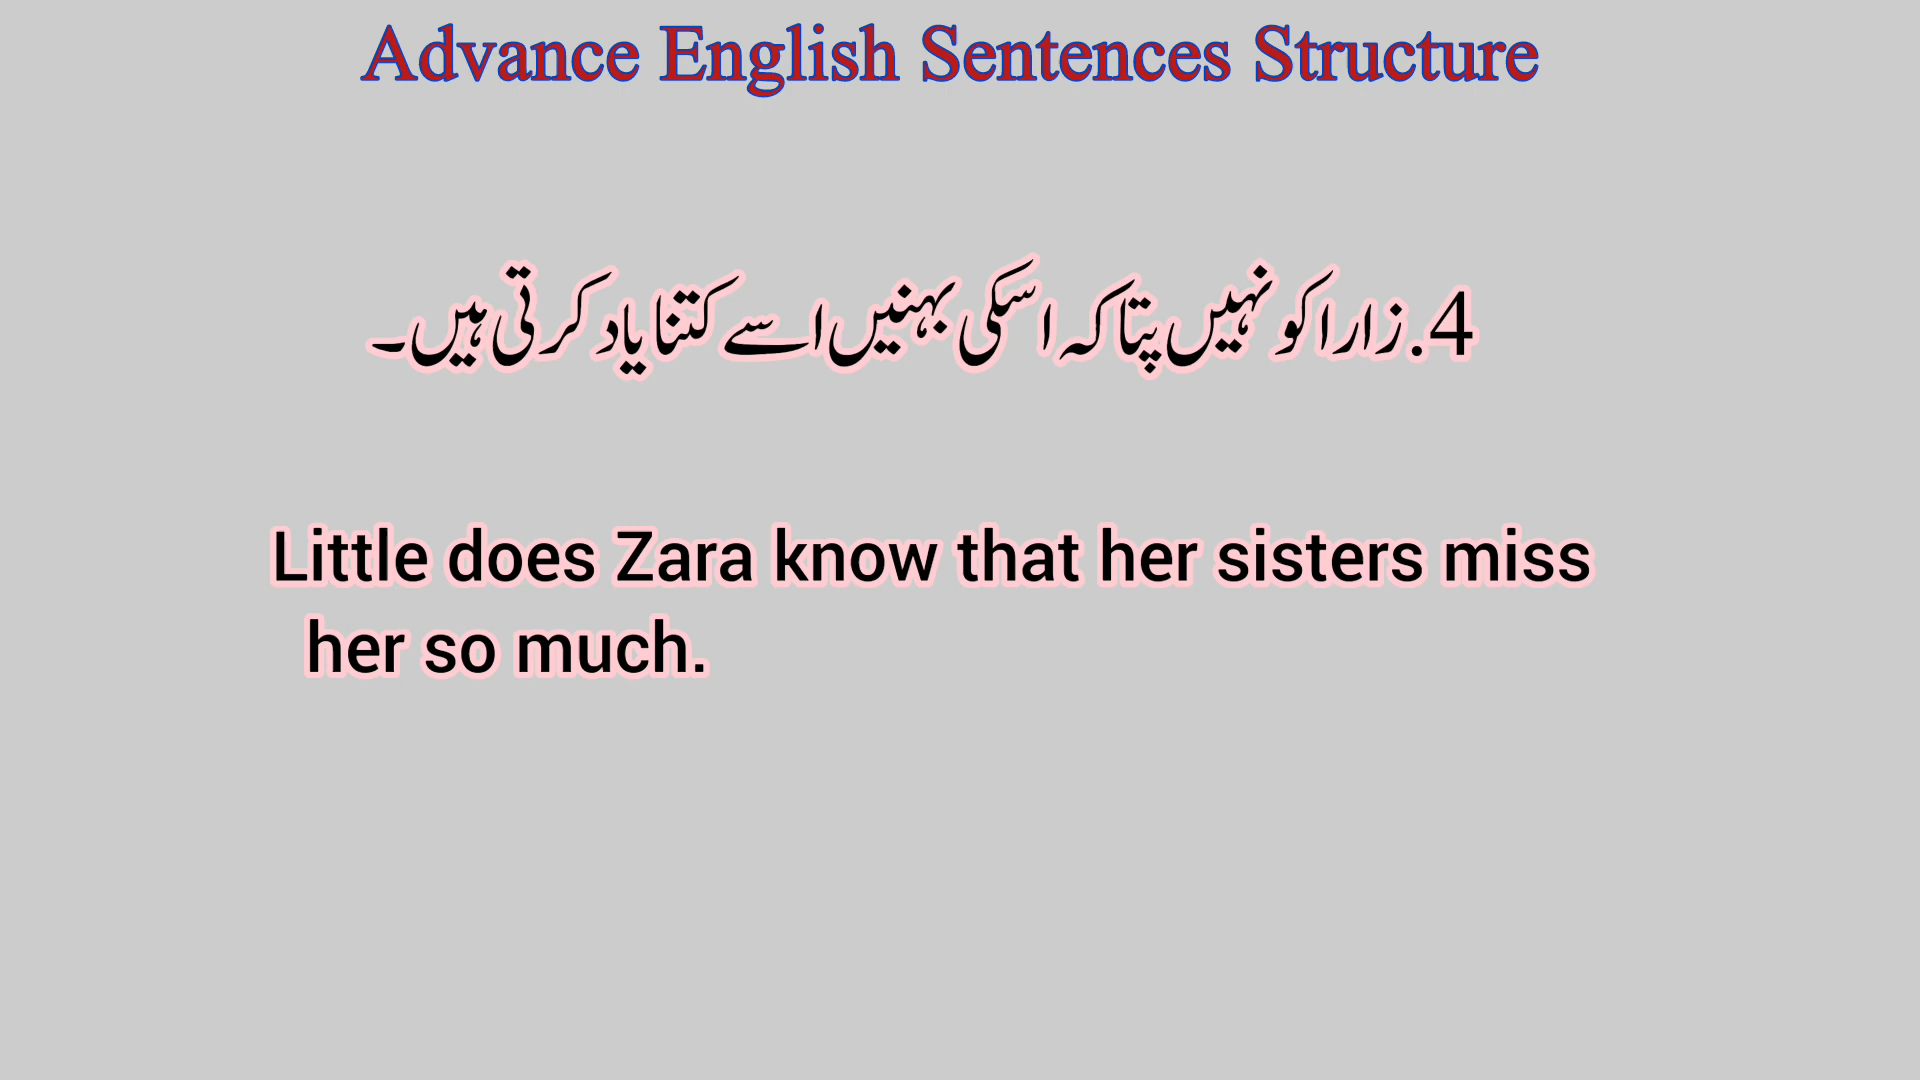 Advance English Sentences Structure
4. زارا کو نہیں پتا کہ اسکی بہنیں اسے کتنا یاد کرتی ہیں۔
Little does Zara know that her sisters miss
her so much.